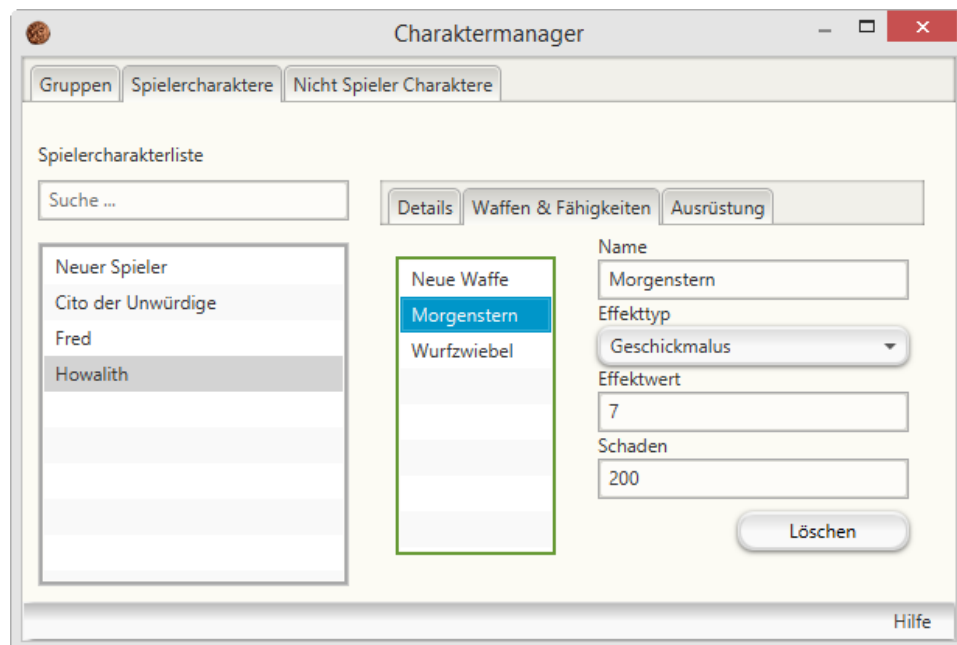 Charaktermanager
Gruppen Spielercharaktere Nicht Spieler Charaktere
Spielercharakterliste
Suche ...
Neuer Spieler
Cito der Unwürdige
Fred
Howalith
Details Waffen & Fähigkeiten Ausrüstung
Neue Waffe
Morgenstern
Wurfzwiebel
Name
Morgenstern
Effekttyp
Geschickmalus
Effektwert
7
Schaden
200
Löschen
Hilfe